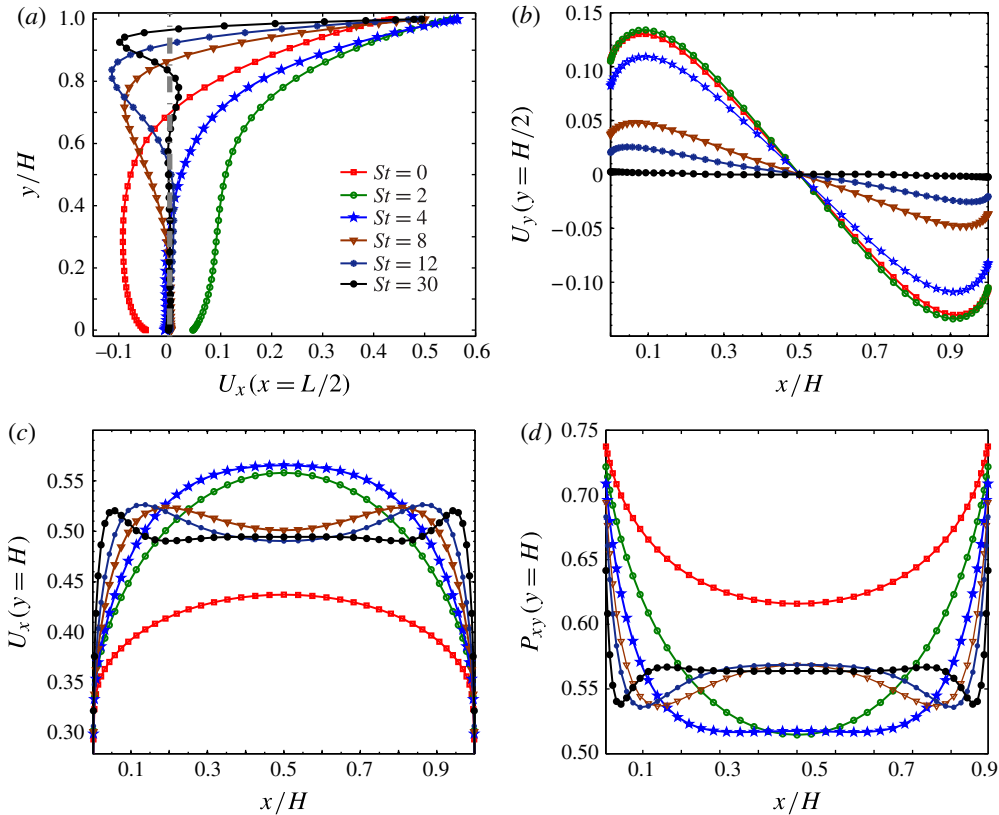 (a)
1.0
0.8
0.6
0.4
0.2
0
y/H
−0.1
0
0.1
0.2
0.3
0.4
0.5
0.6
U_x(x = L/2)
St = 0
St = 2
St = 4
St = 8
St = 12
St = 30
(b)
0.15
0.10
0.05
0
−0.05
−0.10
U_y(y = H/2)
0.1
0.3
0.5
0.7
0.9
x/H
(c)
0.55
0.50
0.45
0.40
0.35
0.30
U_x(y = H)
0.1
0.3
0.5
0.7
0.9
x/H
(d)
0.75
0.70
0.65
0.60
0.55
0.50
P_xy(y = H)
0.1
0.3
0.5
0.7
0.9
x/H